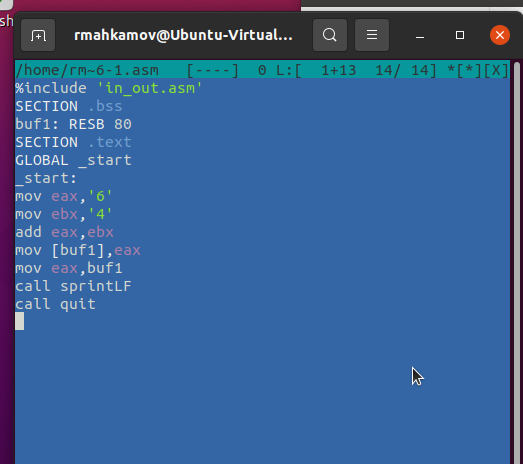 sh
rmahkamov@Ubuntu-Virtual...
/home/rm~6-1.asm [----] 0 L:[ 1+13 14/ 14] *[*][X]
%include 'in_out.asm'
SECTION .bss
buf1: RESB 80
SECTION .text
GLOBAL _start
_start:
mov eax,'6'
mov ebx,'4'
add eax,ebx
mov [buf1],eax
mov eax,buf1
call sprintLF
call quit